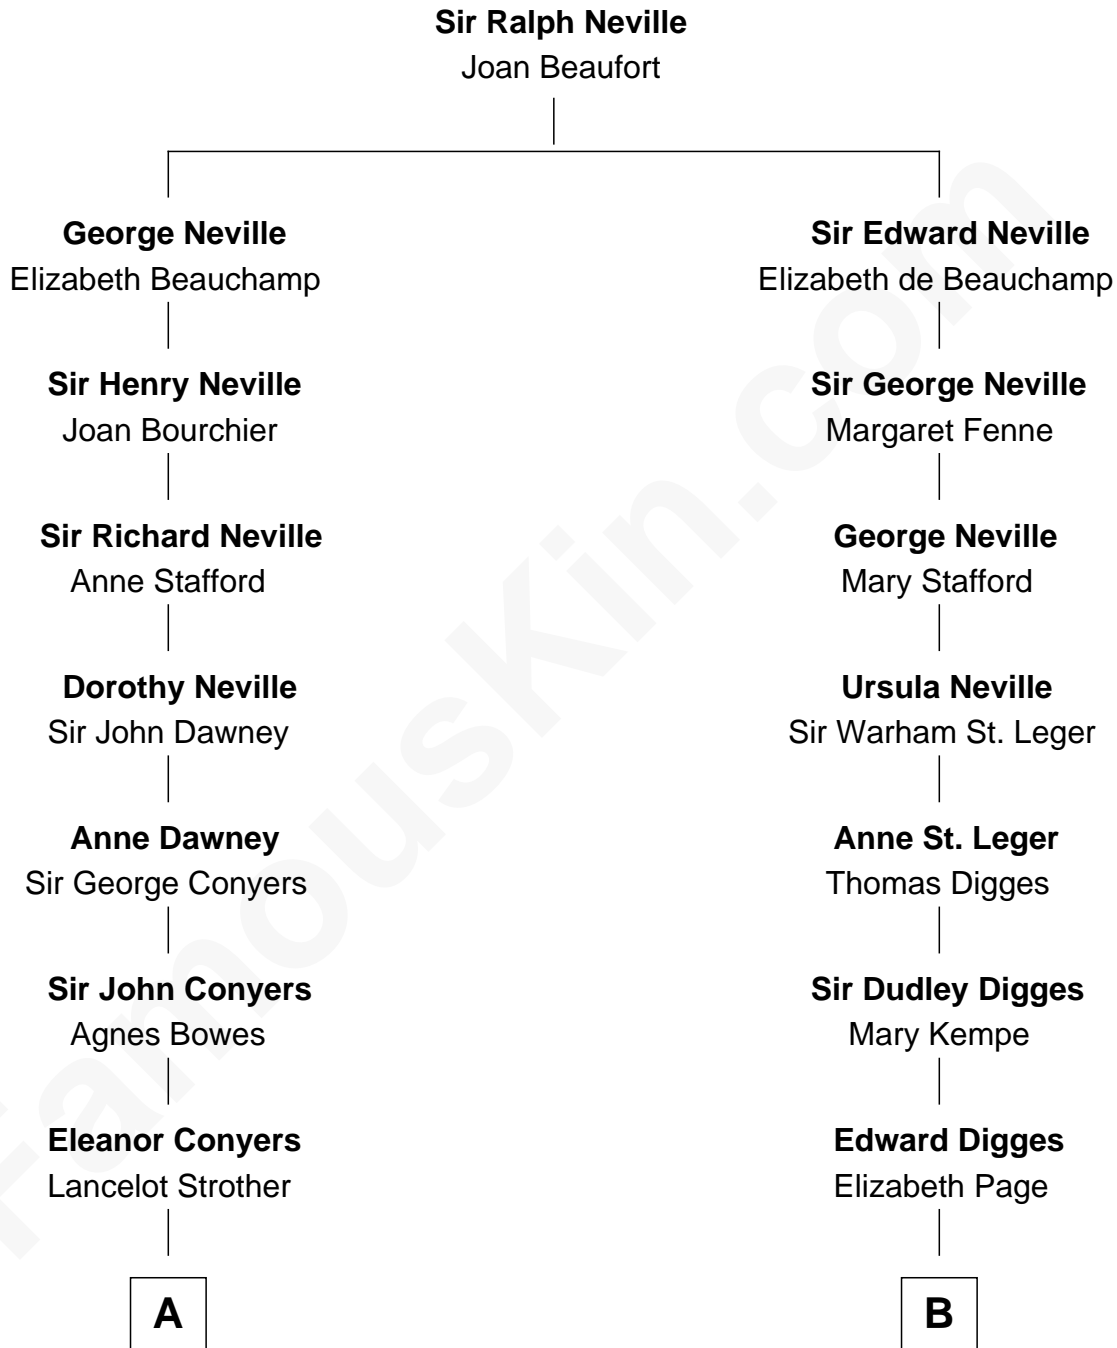 Sir Ralph Neville
Joan Beaufort
George Neville
Elizabeth Beauchamp
Sir Edward Neville
Elizabeth de Beauchamp
Sir Henry Neville
Joan Bourchier
Sir George Neville
Margaret Fenne
Sir Richard Neville
Anne Stafford
George Neville
Mary Stafford
Dorothy Neville
Sir John Dawney
Ursula Neville
Sir Warham St. Leger
Anne Dawney
Sir George Conyers
Anne St. Leger
Thomas Digges
Sir John Conyers
Agnes Bowes
Sir Dudley Digges
Mary Kempe
Eleanor Conyers
Lancelot Strother
Edward Digges
Elizabeth Page
A
B
FamousKin.com